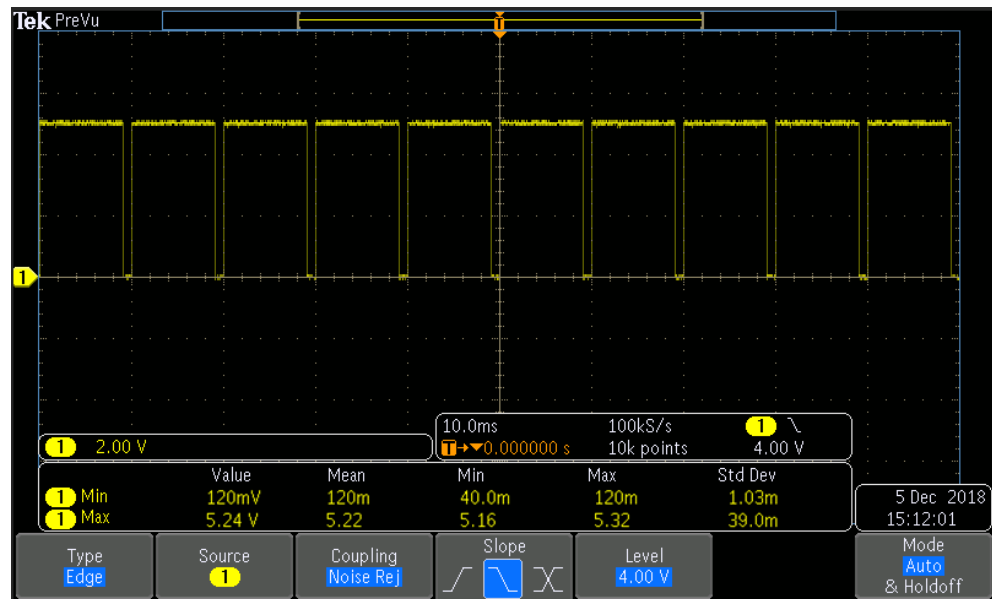 Tek PreVu
T
1
1 2.00 V
10.0ms 100kS/s 1
T→▼0.000000 s 10k points 4.00 V
Value Mean Min Max Std Dev
1 Min 120mV 120m 40.0m 120m 1.03m
1 Max 5.24 V 5.22 5.16 5.32 39.0m
5 Dec 2018
15:12:01
Type
Edge
Source
1
Coupling
Noise Rej
Slope
Level
4.00 V
Mode
Auto
& Holdoff